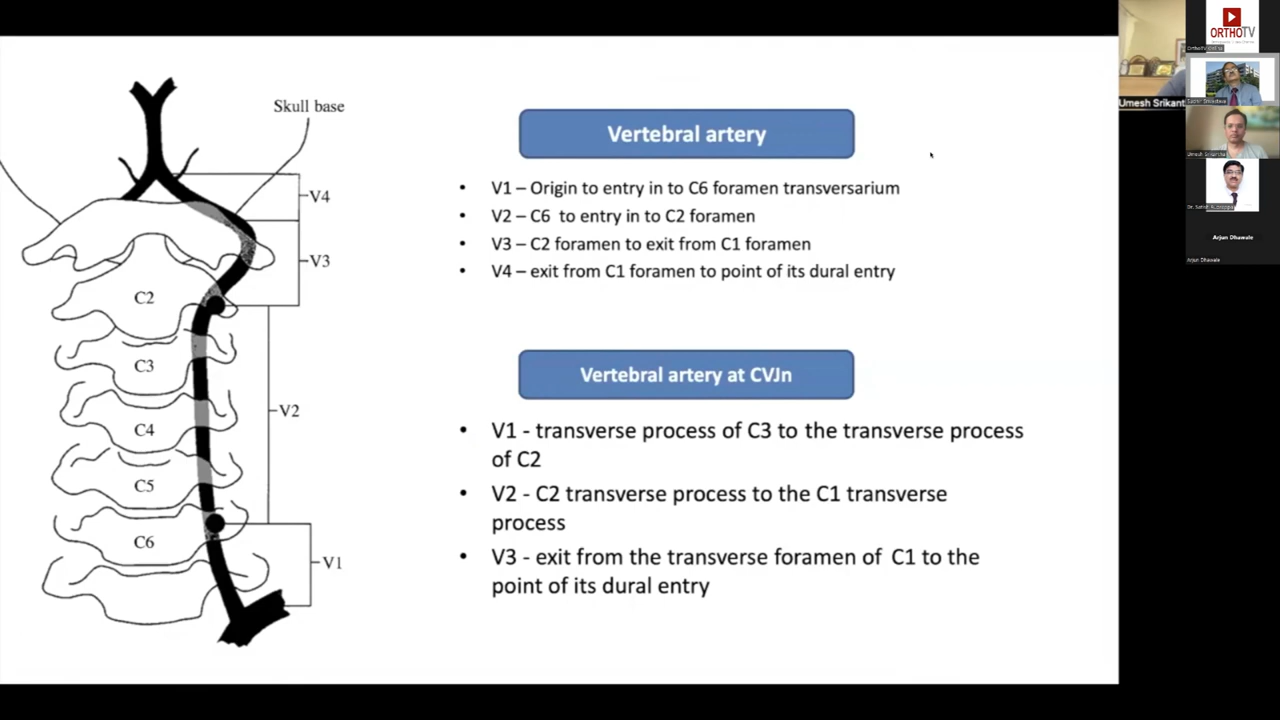 Skull base
V4
V3
C2
C3
V2
C4
C5
C6
V1
Vertebral artery
• V1 – Origin to entry in to C6 foramen transversarium
• V2 – C6 to entry in to C2 foramen
• V3 – C2 foramen to exit from C1 foramen
• V4 – exit from C1 foramen to point of its dural entry
Vertebral artery at CVJn
• V1 - transverse process of C3 to the transverse process
of C2
• V2 - C2 transverse process to the C1 transverse
process
• V3 - exit from the transverse foramen of C1 to the
point of its dural entry
Umesh Srikant
ORTHOTV
Umesh Srikantha
Arjun Dhawale
Arjun Dhawale